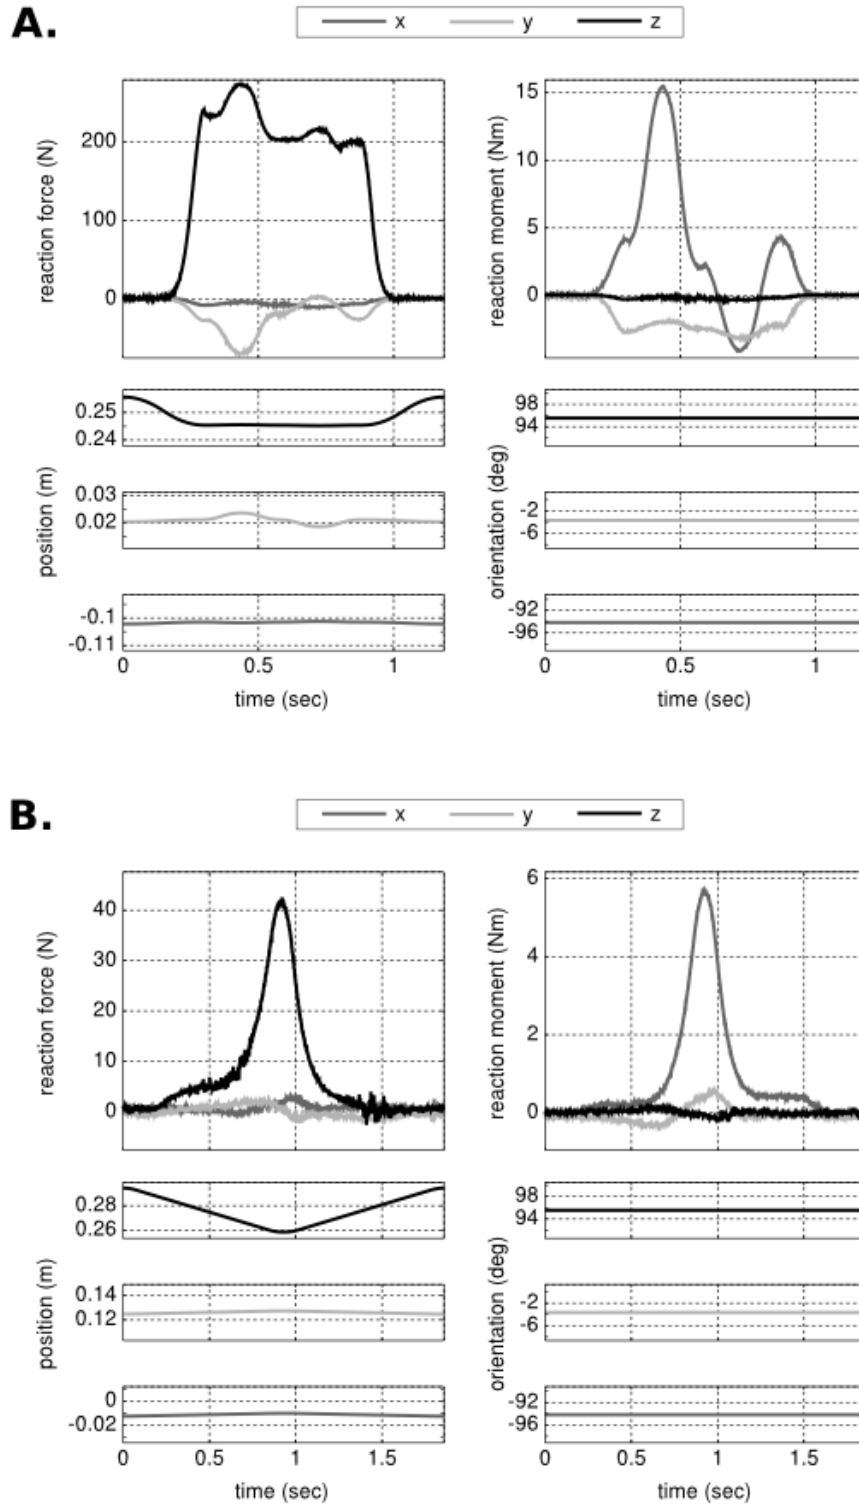 A.
x y z
reaction force (N)
200
100
0
reaction moment (Nm)
15
10
5
0
position (m)
0.25
0.24
0.03
0.02
-0.1
-0.11
0 0.5 1
time (sec)
orientation (deg)
98
94
-2
-6
-92
-96
0 0.5 1
time (sec)
B.
x y z
reaction force (N)
40
30
20
10
0
reaction moment (Nm)
6
4
2
0
position (m)
0.28
0.26
0.14
0.12
0
-0.02
0 0.5 1 1.5
time (sec)
orientation (deg)
98
94
-2
-6
-92
-96
0 0.5 1 1.5
time (sec)